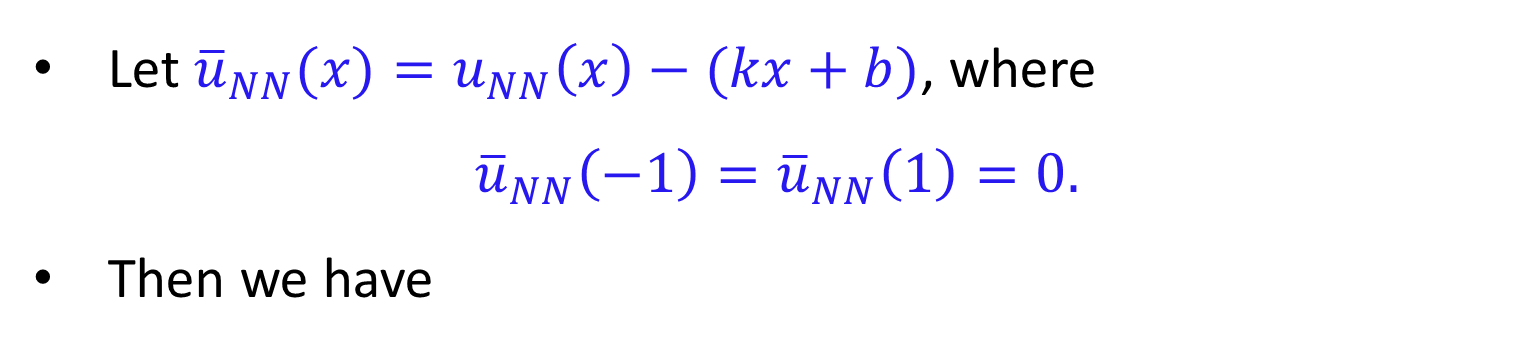 • Let ū_NN(x) = u_NN(x) − (kx + b), where
ū_NN(−1) = ū_NN(1) = 0.
• Then we have